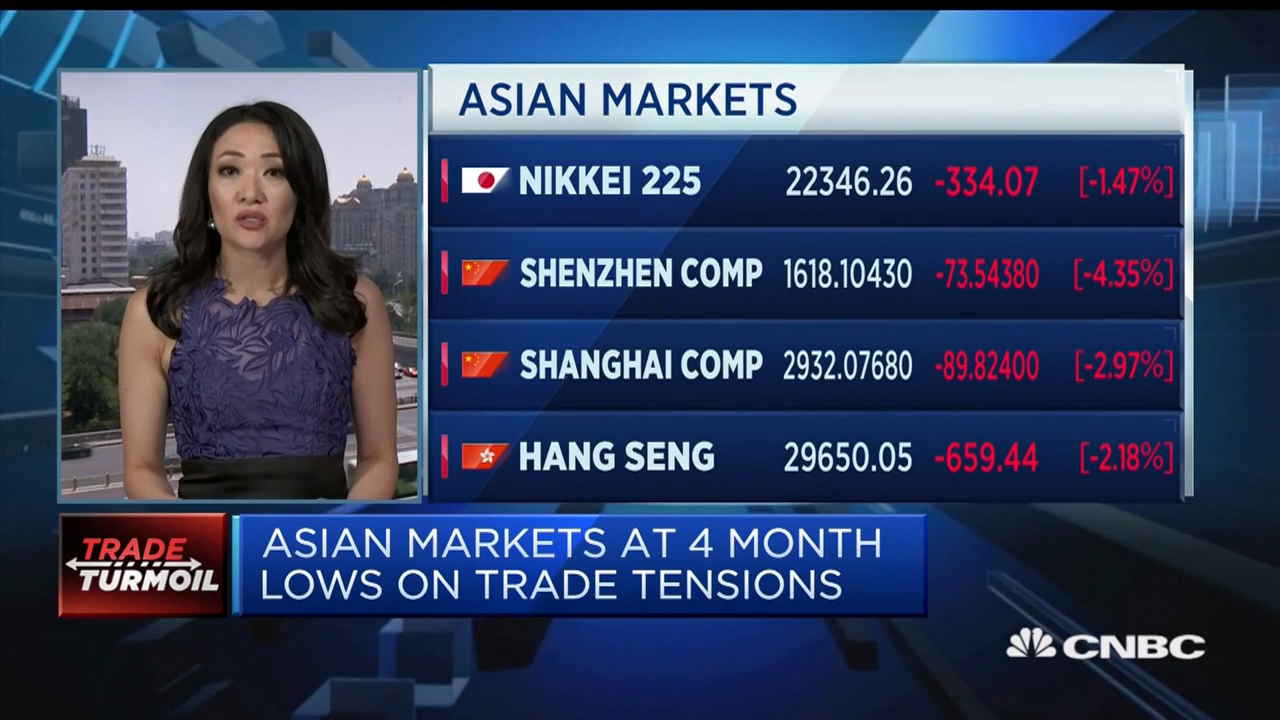 ASIAN MARKETS
NIKKEI 225 22346.26 -334.07 [-1.47%]
SHENZHEN COMP 1618.10430 -73.54380 [-4.35%]
SHANGHAI COMP 2932.07680 -89.82400 [-2.97%]
HANG SENG 29650.05 -659.44 [-2.18%]
TRADE
TURMOIL
ASIAN MARKETS AT 4 MONTH
LOWS ON TRADE TENSIONS
CNBC